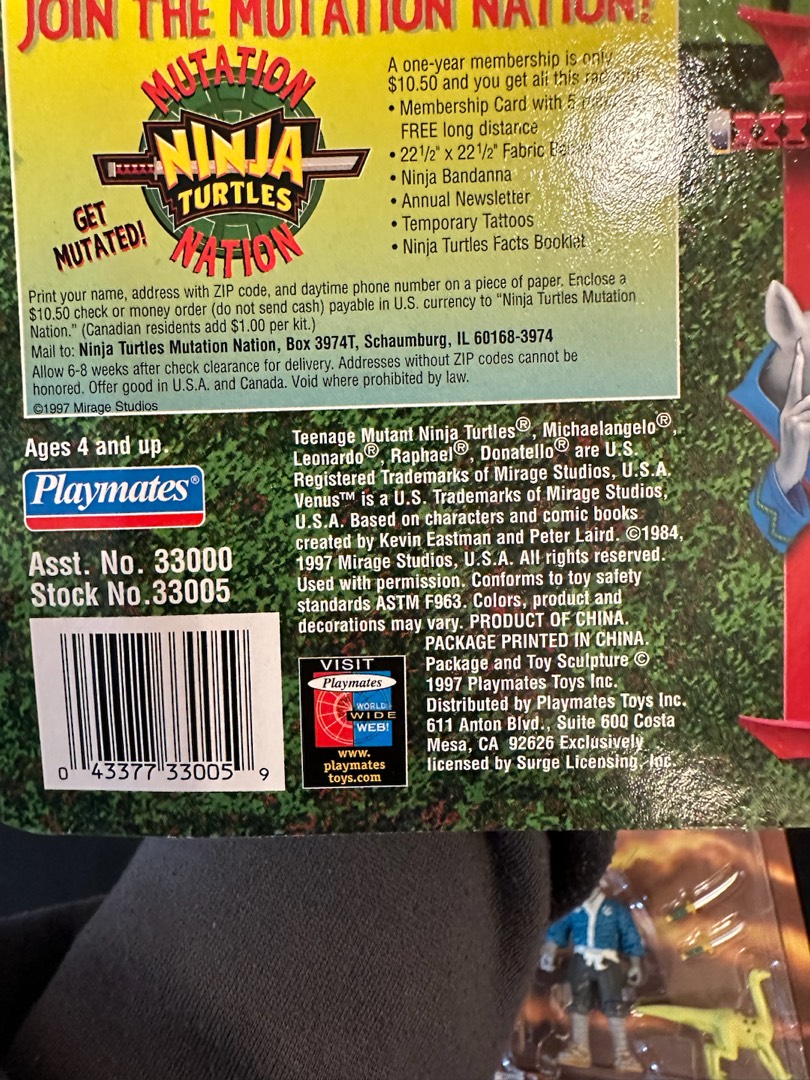 JOIN THE MUTATION NATION!
MUTATION
NINJA
TURTLES
NATION
GET
MUTATED!
A one-year membership is only
$10.50 and you get all this
• Membership Card with 5
FREE long distance
• 22 1/2" x 22 1/2" Fabric
• Ninja Bandanna
• Annual Newsletter
• Temporary Tattoos
• Ninja Turtles Facts Booklet
Print your name, address with ZIP code, and daytime phone number on a piece of paper. Enclose a
$10.50 check or money order (do not send cash) payable in U.S. currency to "Ninja Turtles Mutation
Nation." (Canadian residents add $1.00 per kit.)
Mail to: Ninja Turtles Mutation Nation, Box 3974T, Schaumburg, IL 60168-3974
Allow 6-8 weeks after check clearance for delivery. Addresses without ZIP codes cannot be
honored. Offer good in U.S.A. and Canada. Void where prohibited by law.
©1997 Mirage Studios
Ages 4 and up.
Playmates®
Asst. No. 33000
Stock No.33005
0 43377 33005 9
Teenage Mutant Ninja Turtles®, Michaelangelo®,
Leonardo®, Raphael®, Donatello® are U.S.
Registered Trademarks of Mirage Studios, U.S.A.
Venus™ is a U.S. Trademarks of Mirage Studios,
U.S.A. Based on characters and comic books
created by Kevin Eastman and Peter Laird. ©1984,
1997 Mirage Studios, U.S.A. All rights reserved.
Used with permission. Conforms to toy safety
standards ASTM F963. Colors, product and
decorations may vary. PRODUCT OF CHINA.
PACKAGE PRINTED IN CHINA.
Package and Toy Sculpture ©
1997 Playmates Toys Inc.
Distributed by Playmates Toys Inc.
611 Anton Blvd., Suite 600 Costa
Mesa, CA 92626 Exclusively
licensed by Surge Licensing, Inc.
VISIT
Playmates
WORLD
WIDE
WEB!
www.
playmates
toys.com